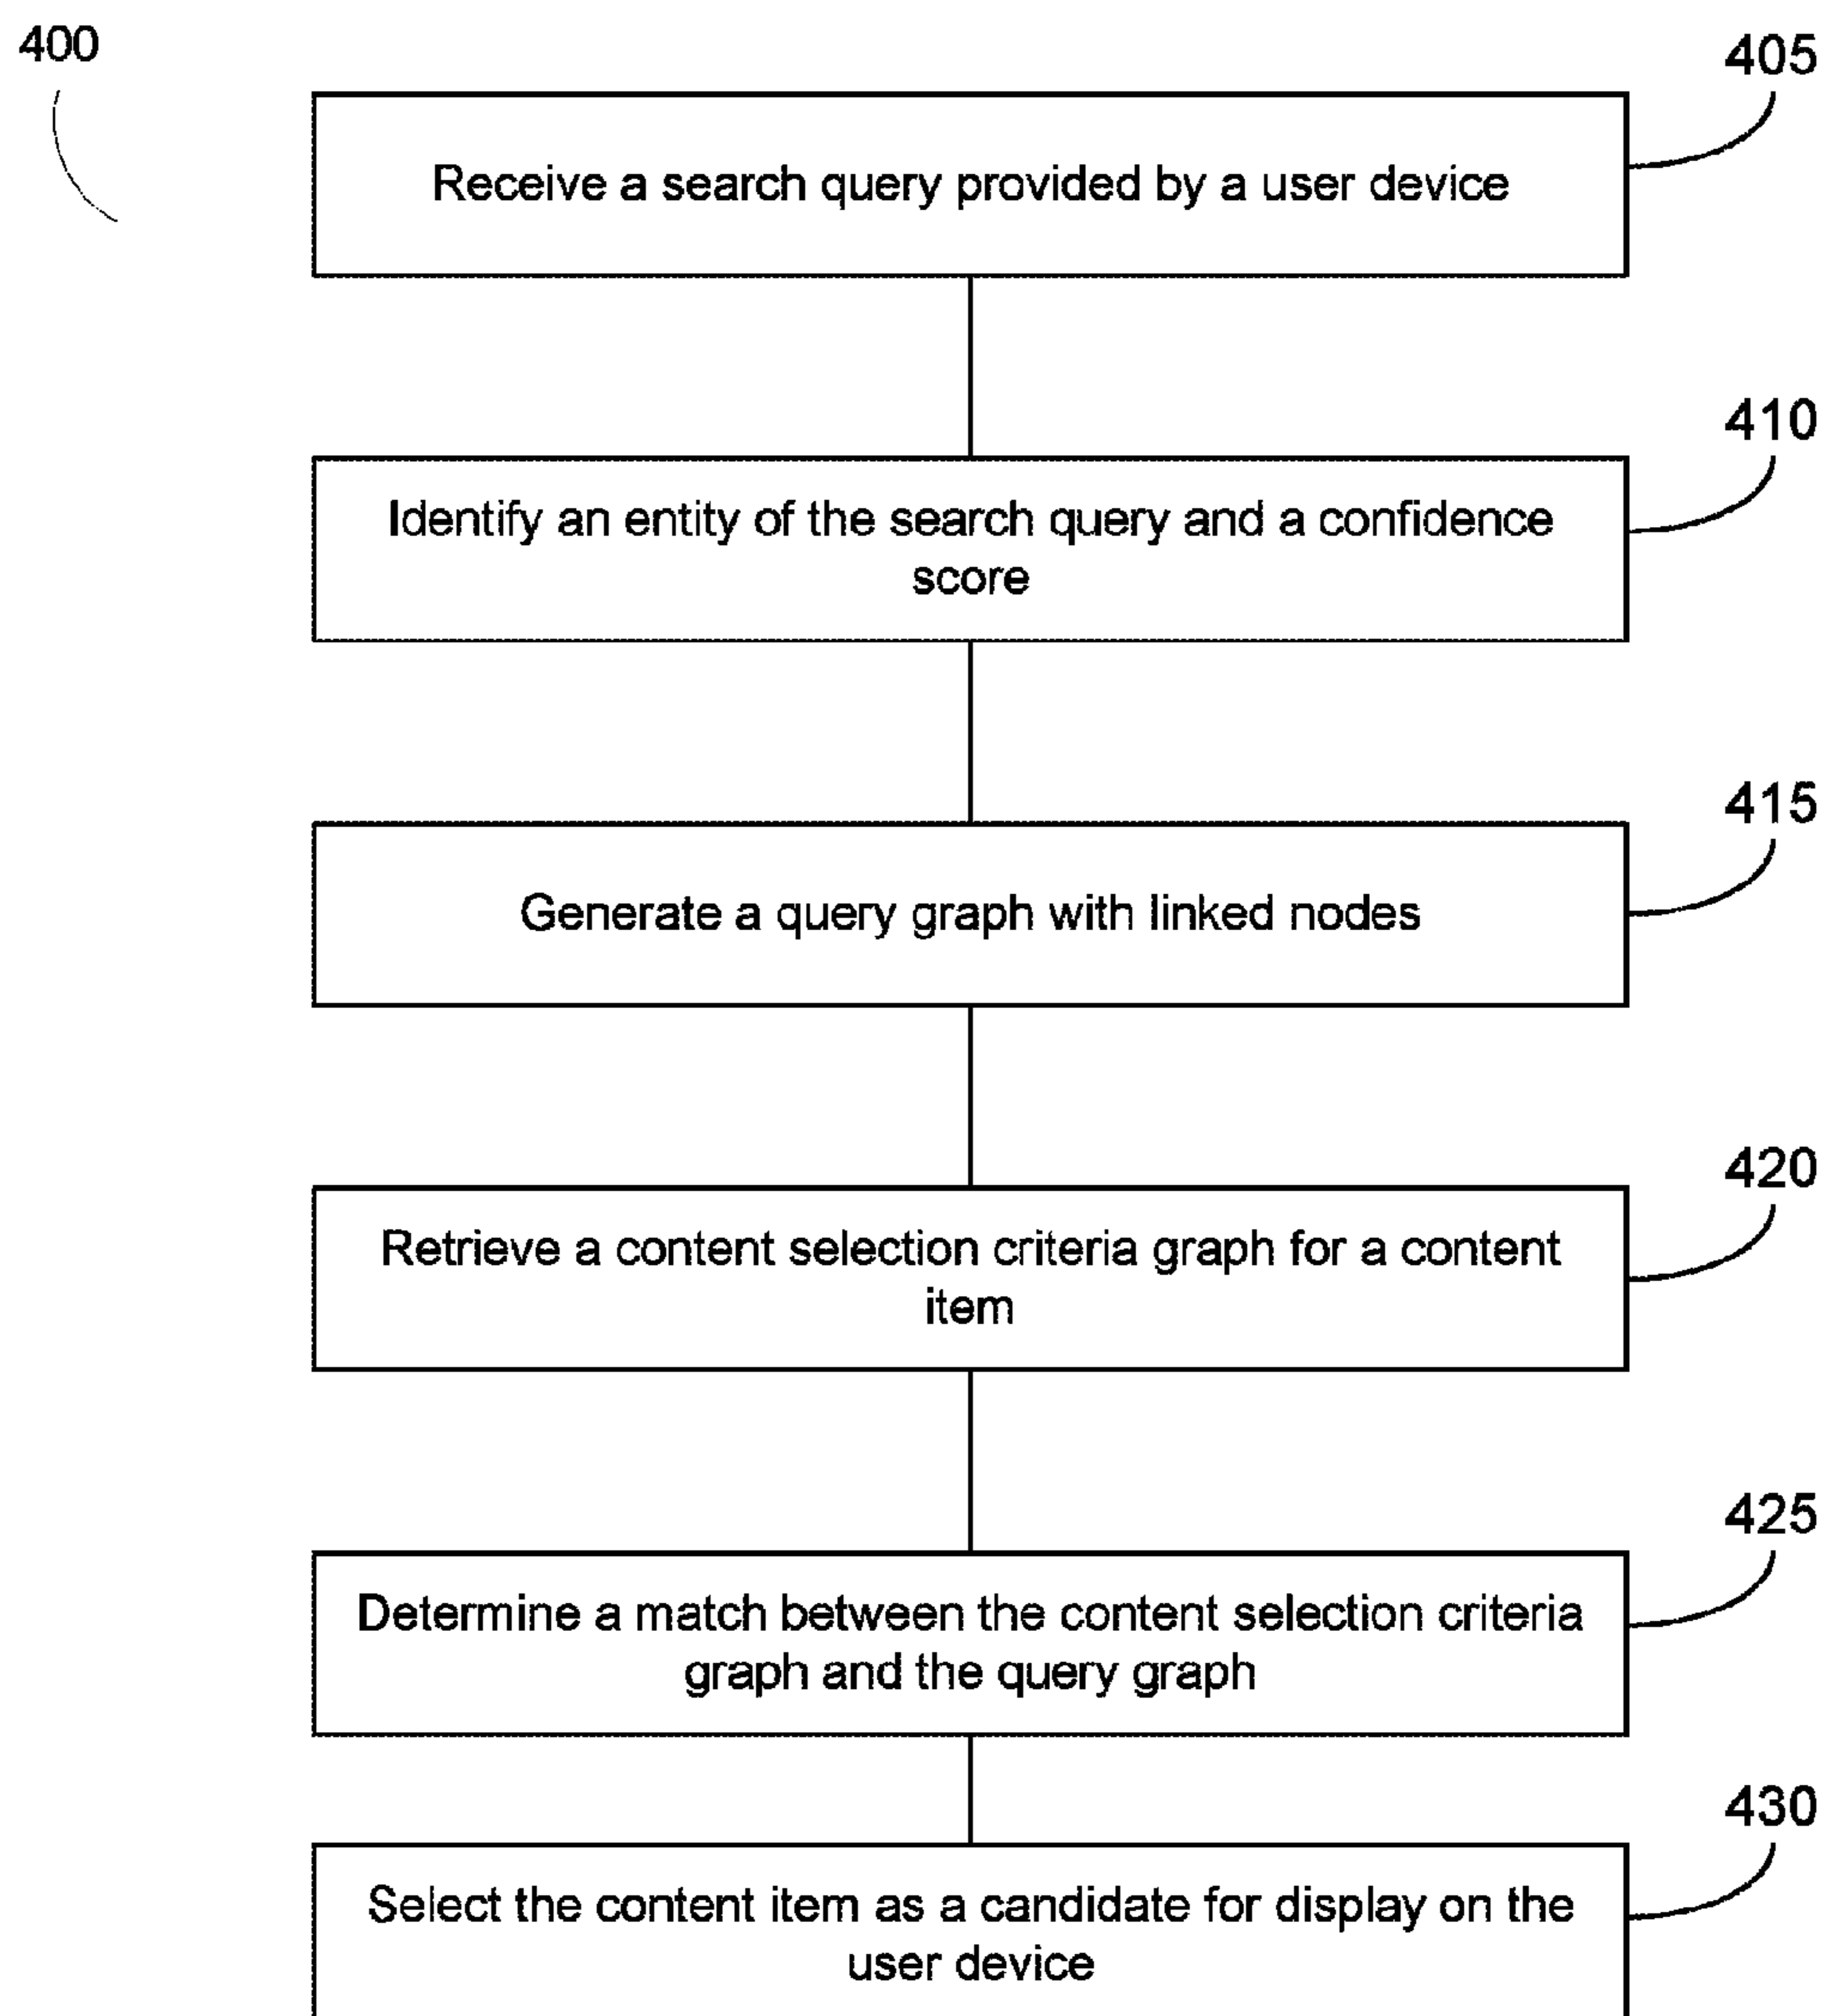 400
405
Receive a search query provided by a user device
410
Identify an entity of the search query and a confidence
score
415
Generate a query graph with linked nodes
420
Retrieve a content selection criteria graph for a content
item
425
Determine a match between the content selection criteria
graph and the query graph
430
Select the content item as a candidate for display on the
user device